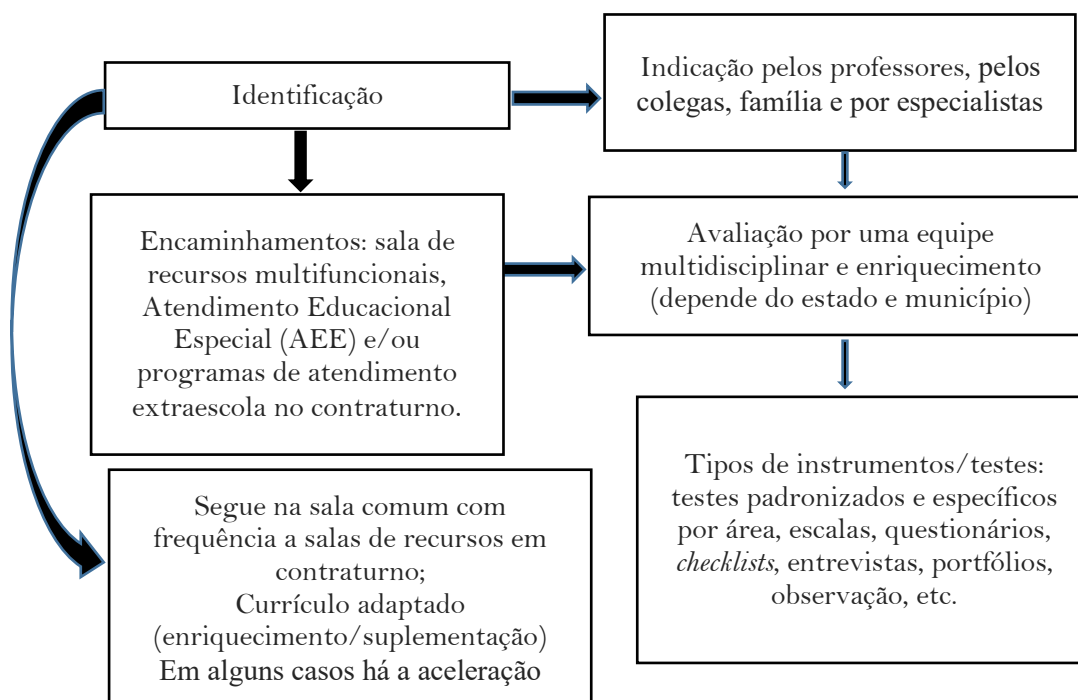 Identificação
Indicação pelos professores, pelos
colegas, família e por especialistas
Encaminhamentos: sala de
recursos multifuncionais,
Atendimento Educacional
Especial (AEE) e/ou
programas de atendimento
extraescola no contraturno.
Avaliação por uma equipe
multidisciplinar e enriquecimento
(depende do estado e município)
Segue na sala comum com
frequência a salas de recursos em
contraturno;
Currículo adaptado
(enriquecimento/suplementação)
Em alguns casos há a aceleração
Tipos de instrumentos/testes:
testes padronizados e específicos
por área, escalas, questionários,
checklists, entrevistas, portfólios,
observação, etc.